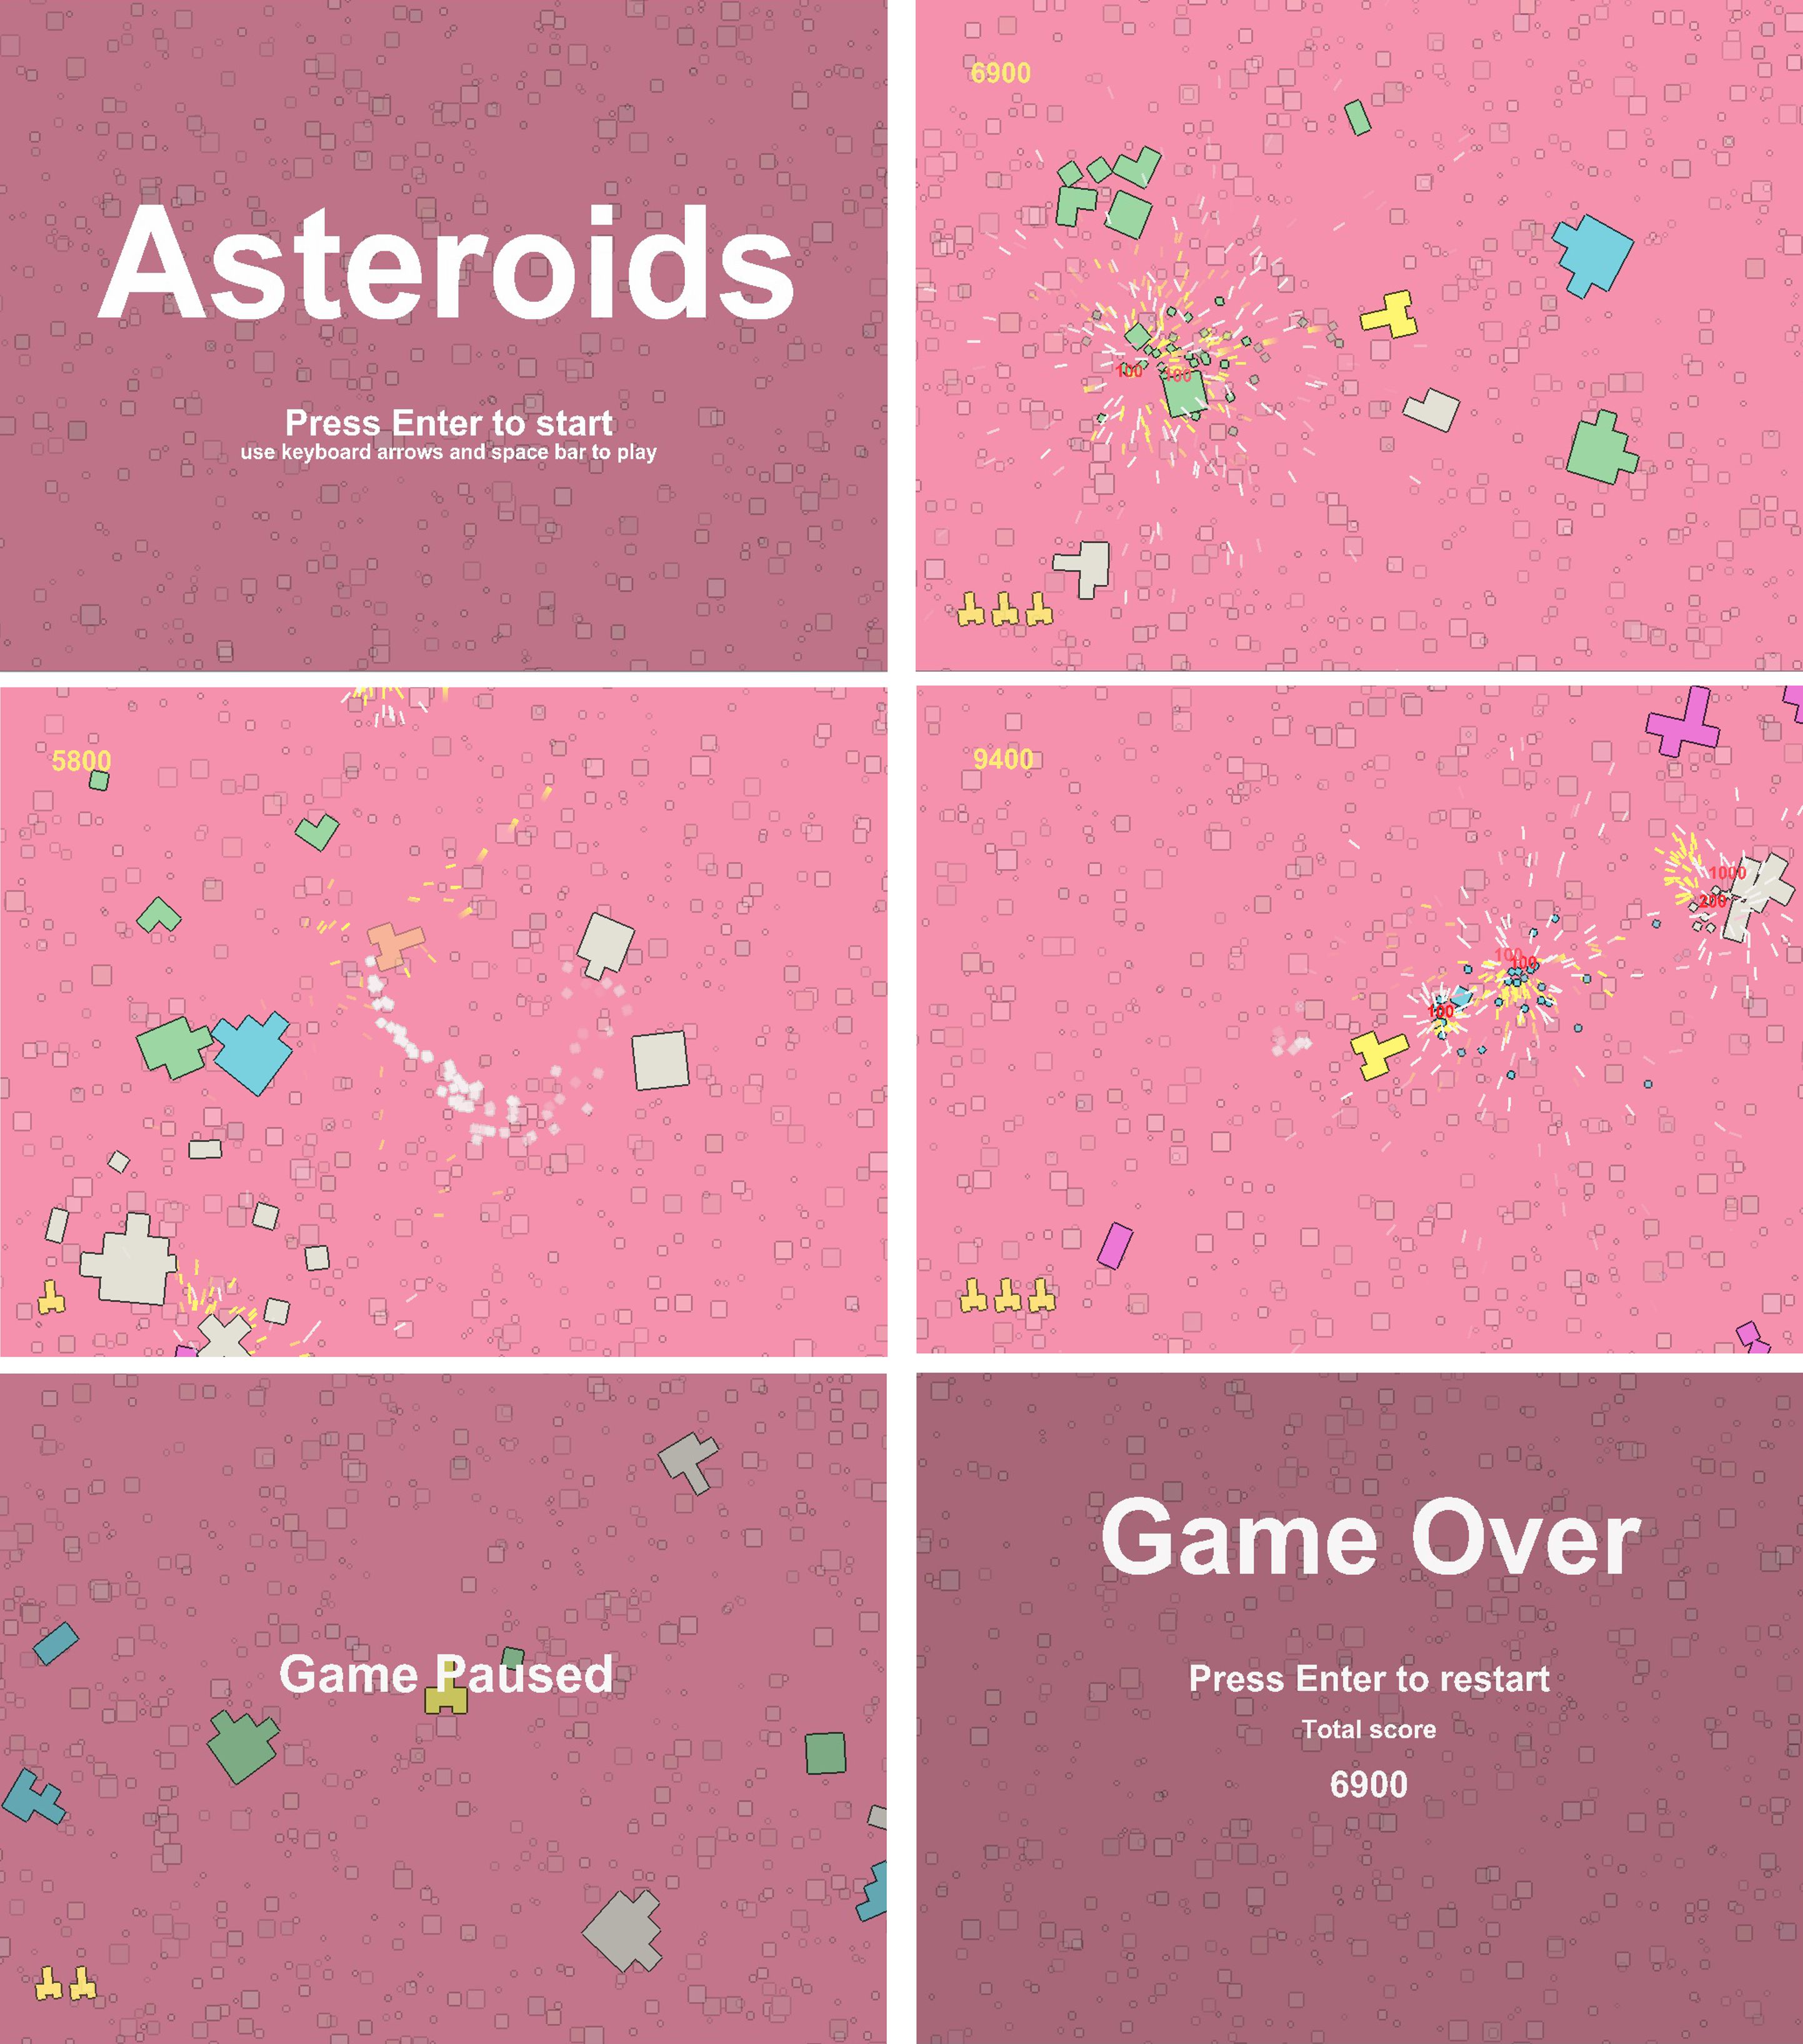 Asteroids
Press Enter to start
use keyboard arrows and space bar to play
6900
100
100
5800
9400
1000
200
100
100
Game Paused
Game Over
Press Enter to restart
Total score
6900